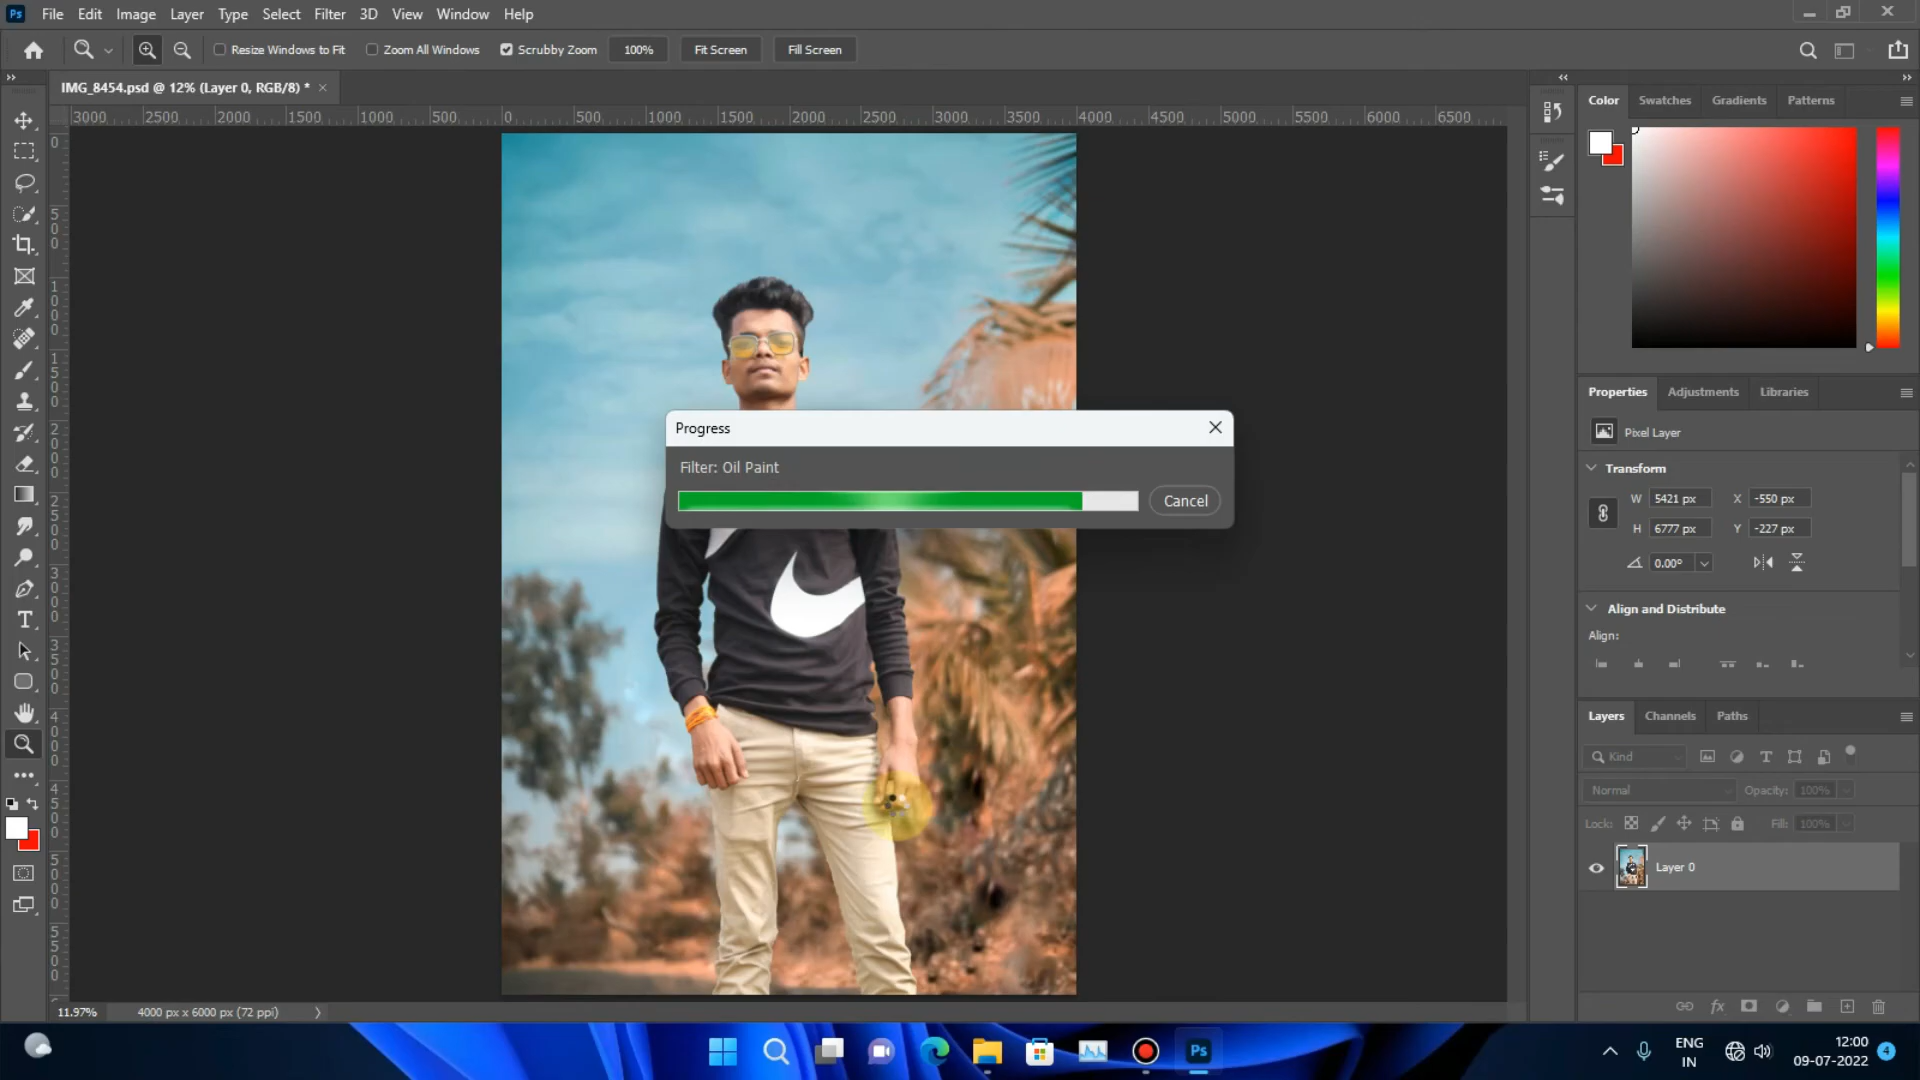 Ps File Edit Image Layer Type Select Filter 3D View Window Help
Resize Windows to Fit Zoom All Windows Scrubby Zoom 100% Fit Screen Fill Screen
IMG_8454.psd @ 12% (Layer 0, RGB/8) *
3000 2500 2000 1500 1000 500 0 500 1000 1500 2000 2500 3000 3500 4000 4500 5000 5500 6000 6500
Color Swatches Gradients Patterns
Progress
Filter: Oil Paint
Cancel
Properties Adjustments Libraries
Pixel Layer
Transform
W 5421 px X -550 px
H 6777 px Y -227 px
0.00°
Align and Distribute
Align:
Layers Channels Paths
Kind
Normal Opacity: 100%
Lock: Fill: 100%
Layer 0
fx
11.97% 4000 px x 6000 px (72 ppi)
Ps
ENG
IN
12:00
09-07-2022
4